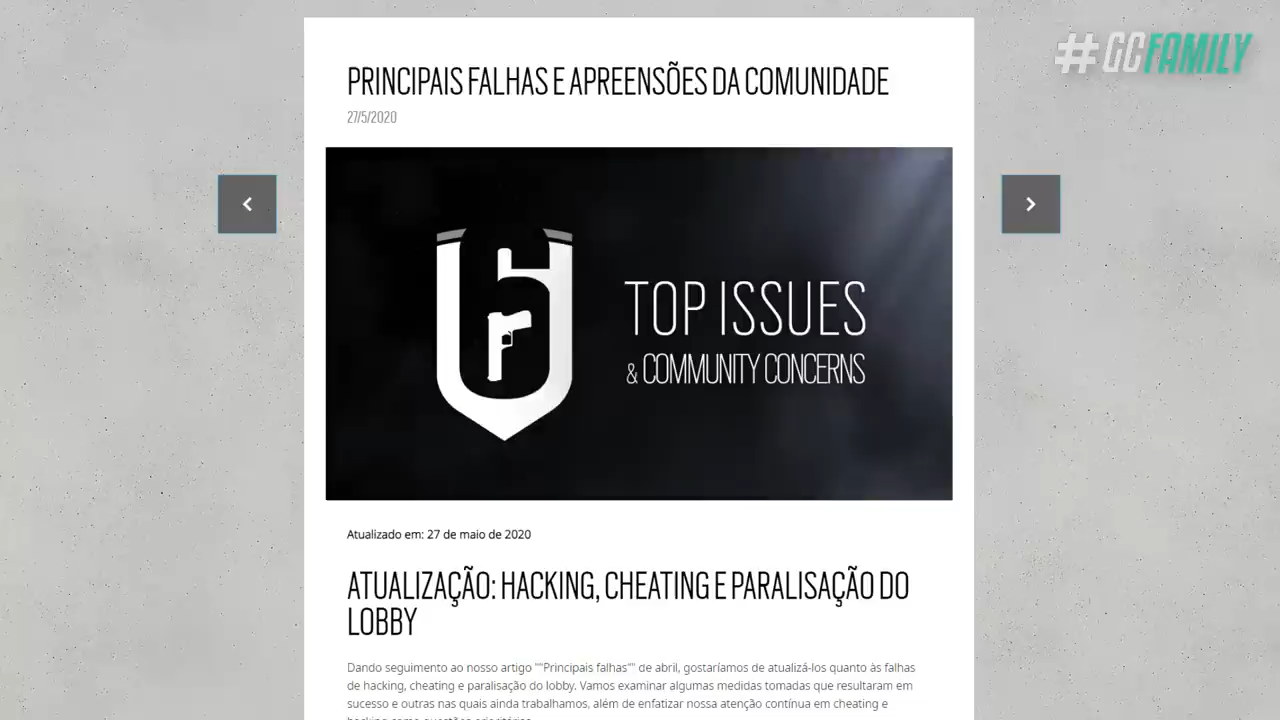 #GCFAMILY
PRINCIPAIS FALHAS E APREENSÕES DA COMUNIDADE
27/5/2020
TOP ISSUES
& COMMUNITY CONCERNS
Atualizado em: 27 de maio de 2020
ATUALIZAÇÃO: HACKING, CHEATING E PARALISAÇÃO DO
LOBBY
Dando seguimento ao nosso artigo ""Principais falhas"" de abril, gostaríamos de atualizá-los quanto às falhas
de hacking, cheating e paralisação do lobby. Vamos examinar algumas medidas tomadas que resultaram em
sucesso e outras nas quais ainda trabalhamos, além de enfatizar nossa atenção contínua em cheating e